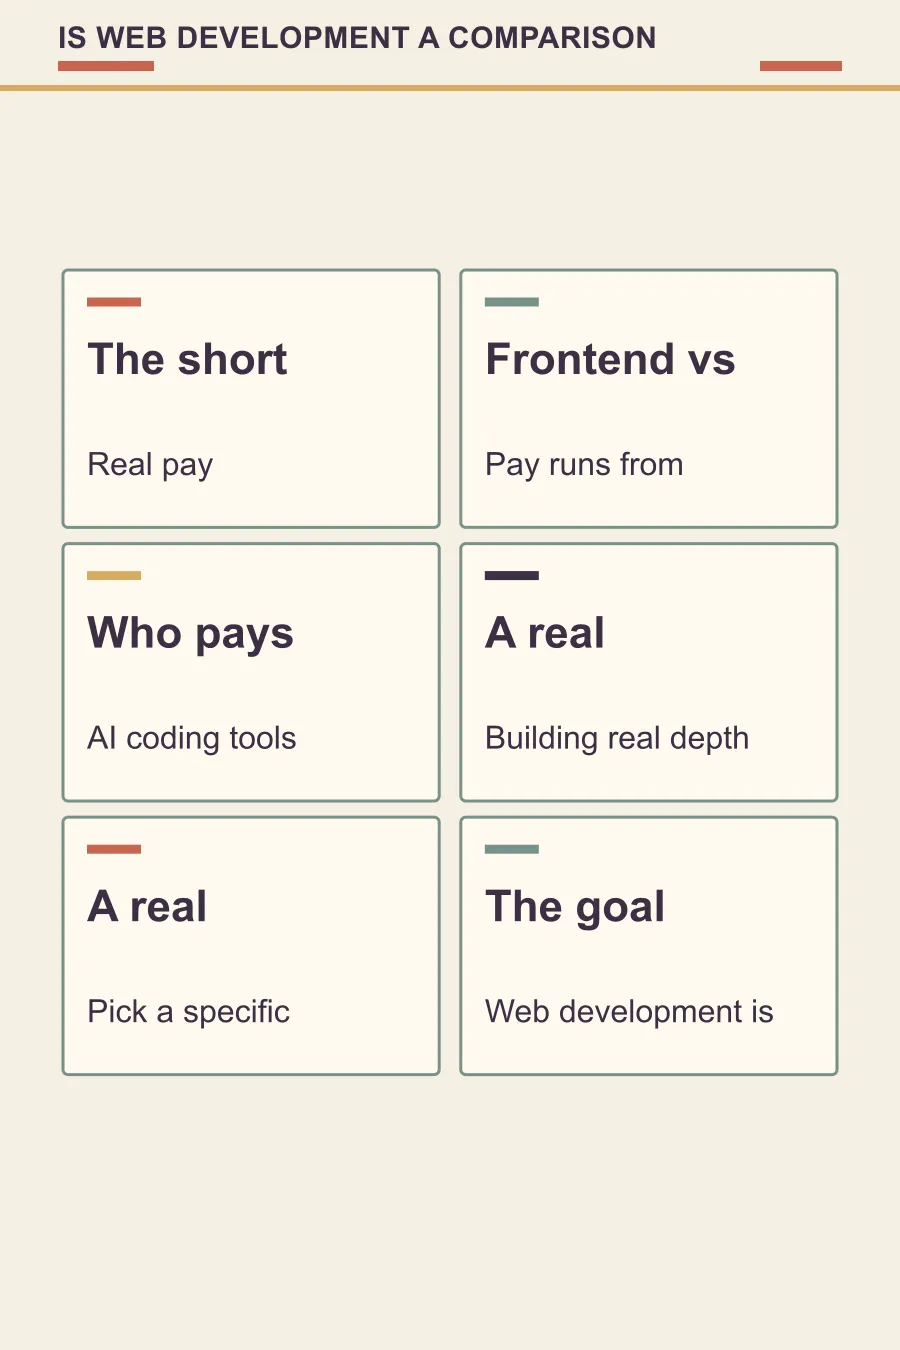 IS WEB DEVELOPMENT A COMPARISON
The short
Real pay
Frontend vs
Pay runs from
Who pays
AI coding tools
A real
Building real depth
A real
Pick a specific
The goal
Web development is